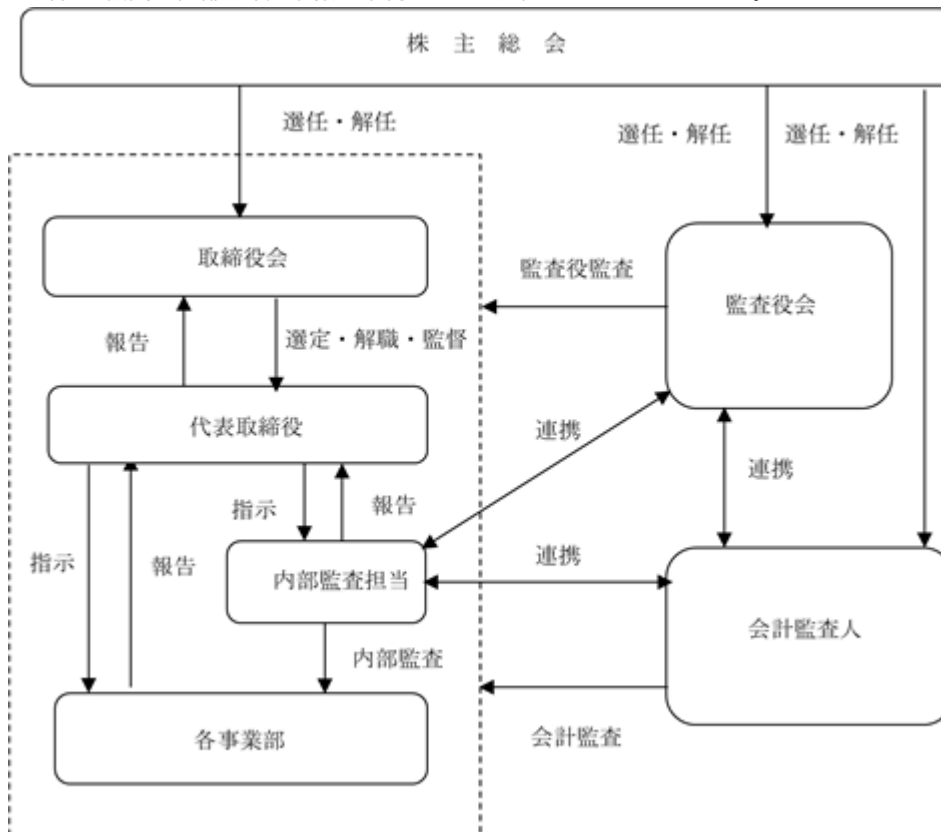 株 主 総 会
選任・解任
選任・解任
選任・解任
取締役会
監査役監査
監査役会
報告
選定・解職・監督
代表取締役
連携
連携
指示
報告
指示
報告
連携
内部監査担当
会計監査人
内部監査
各事業部
会計監査